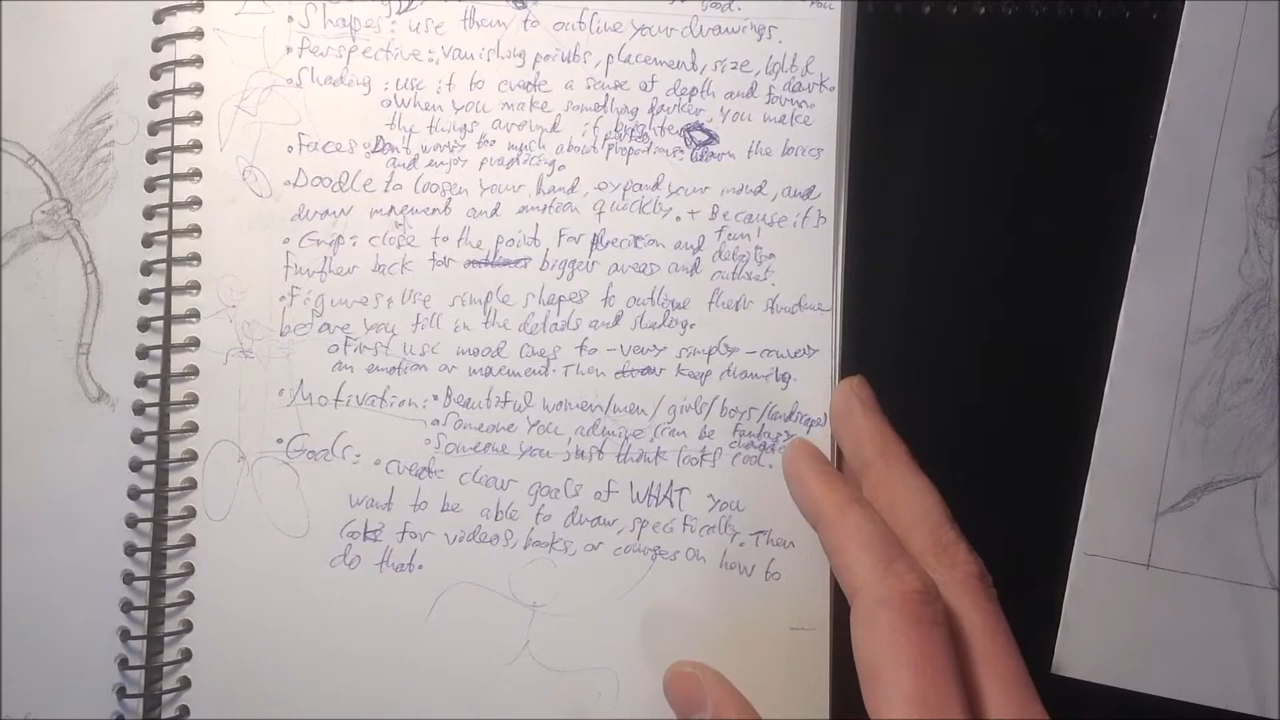 good. you
• Shapes: use them to outline your drawings.
• Perspective: vanishing points, placement, size, light & dark.
• Shading: use it to create a sense of depth and form.
o When you make something darker, you make
the things around it brighter
• Faces: Don't worry too much about proportions. Learn the basics
and enjoy practicing.
• Doodle to loosen your hand, expand your mind, and
draw movement and emotion quickly. + Because it's fun!
• Grip: close to the point for precision and details
further back for outlines bigger areas and outlines.
• Figures: Use simple shapes to outline their structure
before you fill in the details and shading.
o First use mood lines to - very simply - convey
an emotion or movement. Then draw keep drawing.
• Motivation: • Beautiful women/men/girls/boys/landscapes
• Someone you admire (can be fantasy character
• Someone you just think looks cool.
• Goals: • create clear goals of WHAT you
want to be able to draw, specifically. Then
look for videos, books, or courses on how to
do that.